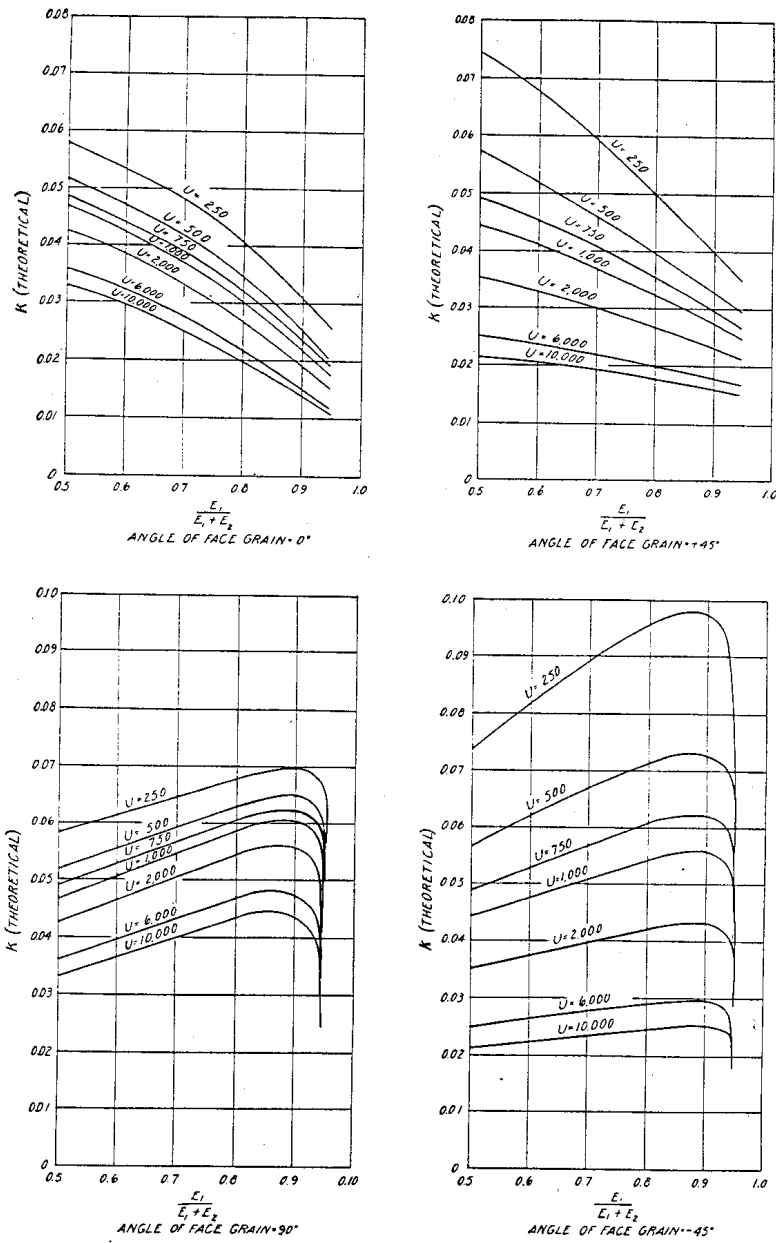 0.08
0.07
0.06
0.05
0.04
0.03
0.02
0.01
0
K (THEORETICAL)
U = 250
U = 500
U = 750
U=1,000
U=2,000
U=6,000
U=10,000
0.5 0.6 0.7 0.8 0.9 1.0
E1
E1 + E2
ANGLE OF FACE GRAIN=0°
0.08
0.07
0.06
0.05
0.04
0.03
0.02
0.01
0
K (THEORETICAL)
U = 250
U = 500
U = 750
U = 1,000
U = 2,000
U = 6,000
U = 10,000
0.5 0.6 0.7 0.8 0.9 1.0
E1
E1 + E2
ANGLE OF FACE GRAIN=+45°
0.10
0.09
0.08
0.07
0.06
0.05
0.04
0.03
0.02
0.01
0
K (THEORETICAL)
U = 250
U = 500
U = 750
U = 1,000
U = 2,000
U = 6,000
U = 10,000
0.5 0.6 0.7 0.8 0.9 0.10
E1
E1 + E2
ANGLE OF FACE GRAIN=90°
0.10
0.09
0.08
0.07
0.06
0.05
0.04
0.03
0.02
0.01
0
K (THEORETICAL)
U = 250
U = 500
U = 750
U=1,000
U = 2,000
U = 6,000
U = 10,000
0.5 0.6 0.7 0.8 0.9 1.0
E1
E1 + E2
ANGLE OF FACE GRAIN=-45°